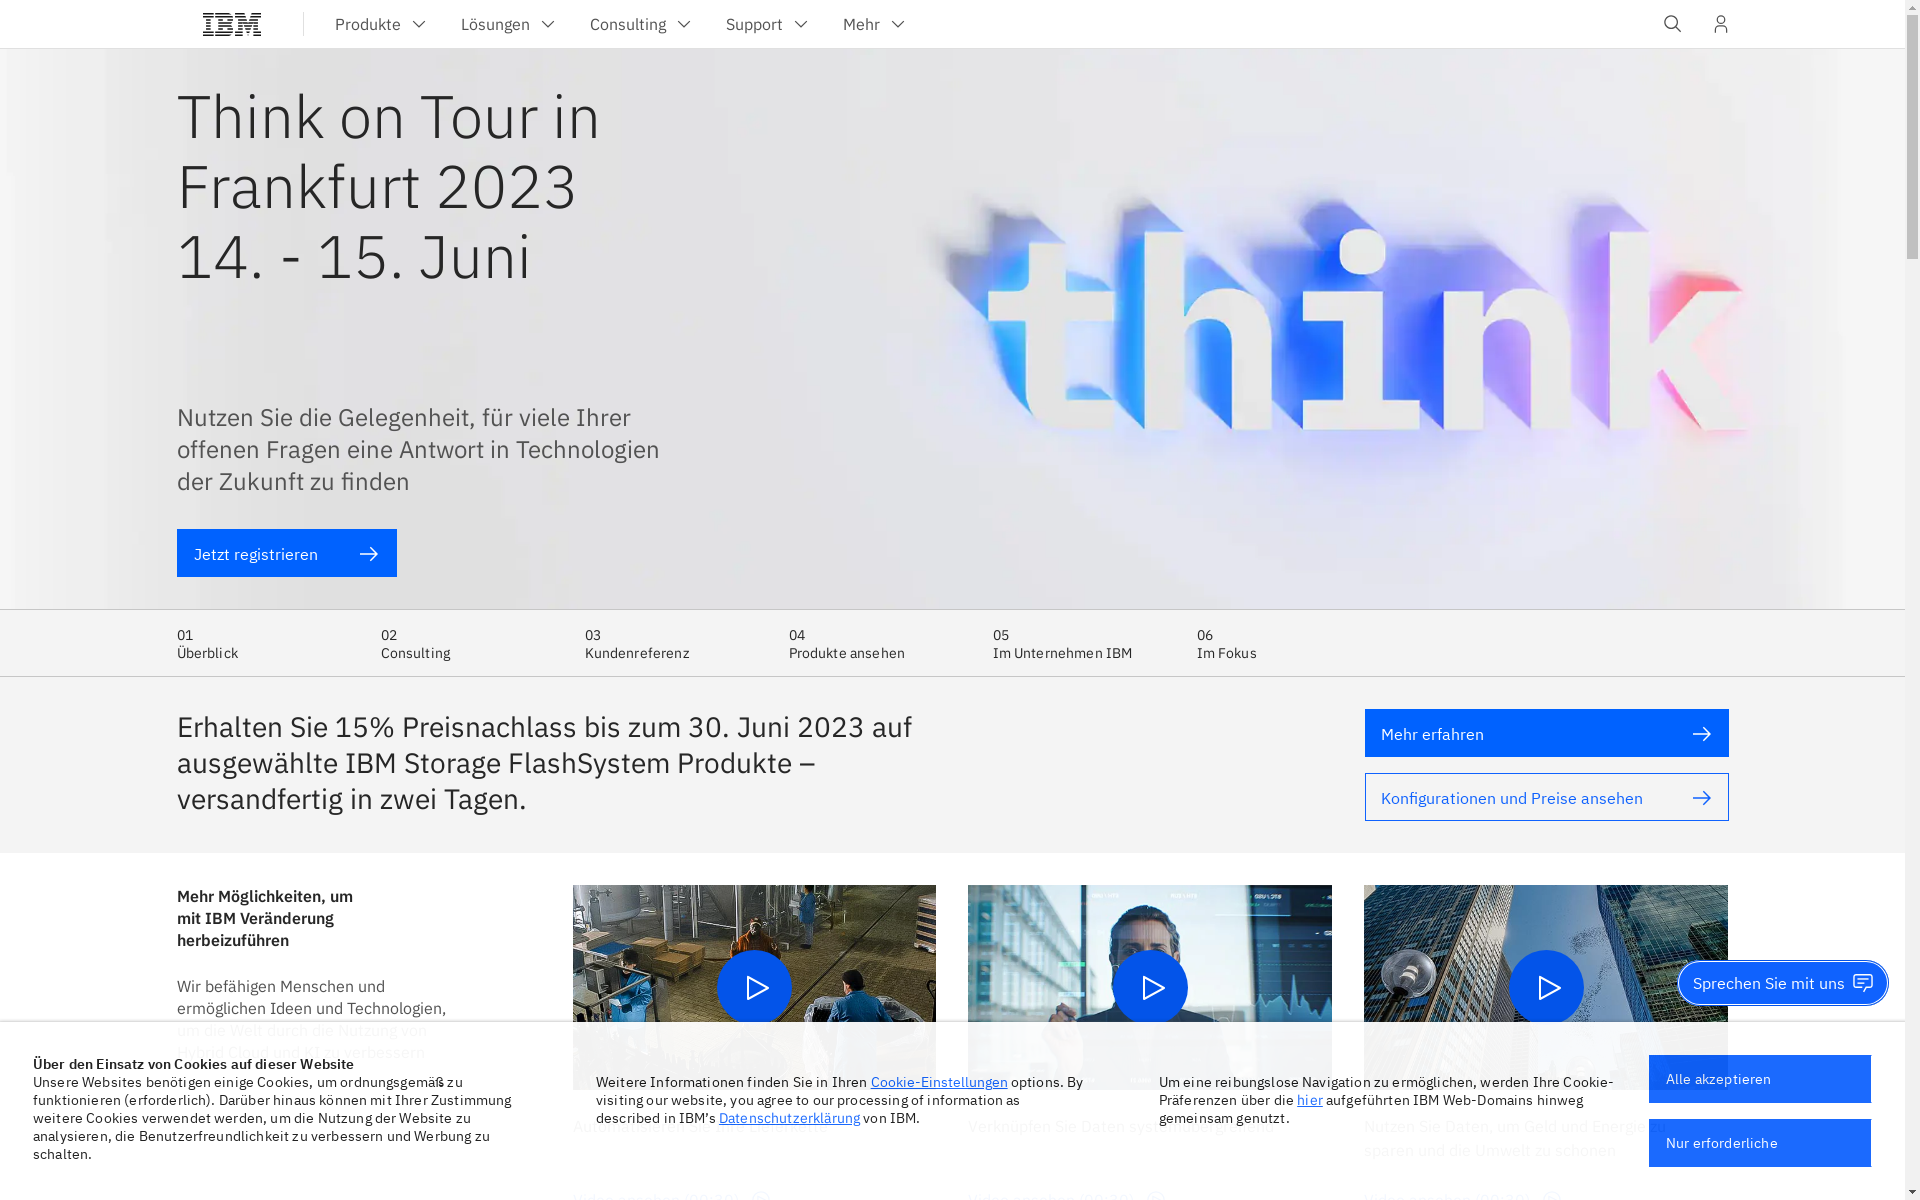 IBM
Produkte
Lösungen
Consulting
Support
Mehr
Think on Tour in
Frankfurt 2023
14. - 15. Juni
think
Nutzen Sie die Gelegenheit, für viele Ihrer
offenen Fragen eine Antwort in Technologien
der Zukunft zu finden
Jetzt registrieren
01
Überblick
02
Consulting
03
Kundenreferenz
04
Produkte ansehen
05
Im Unternehmen IBM
06
Im Fokus
Erhalten Sie 15% Preisnachlass bis zum 30. Juni 2023 auf
ausgewählte IBM Storage FlashSystem Produkte –
versandfertig in zwei Tagen.
Mehr erfahren
Konfigurationen und Preise ansehen
Mehr Möglichkeiten, um
mit IBM Veränderung
herbeizuführen
Wir befähigen Menschen und
ermöglichen Ideen und Technologien,
um die Welt durch die Nutzung von
Hybrid Cloud und KI zu verbessern
Sprechen Sie mit uns
Über den Einsatz von Cookies auf dieser Website
Unsere Websites benötigen einige Cookies, um ordnungsgemäß zu
funktionieren (erforderlich). Darüber hinaus können mit Ihrer Zustimmung
weitere Cookies verwendet werden, um die Nutzung der Website zu
analysieren, die Benutzerfreundlichkeit zu verbessern und Werbung zu
schalten.
Weitere Informationen finden Sie in Ihren Cookie-Einstellungen options. By
visiting our website, you agree to our processing of information as
described in IBM’s Datenschutzerklärung von IBM.
Um eine reibungslose Navigation zu ermöglichen, werden Ihre Cookie-
Präferenzen über die hier aufgeführten IBM Web-Domains hinweg
gemeinsam genutzt.
Alle akzeptieren
Nur erforderliche
Verknüpfen Sie Daten
Nutzen Sie Daten, um Geld und Energie zu
sparen und die Umwelt zu schonen